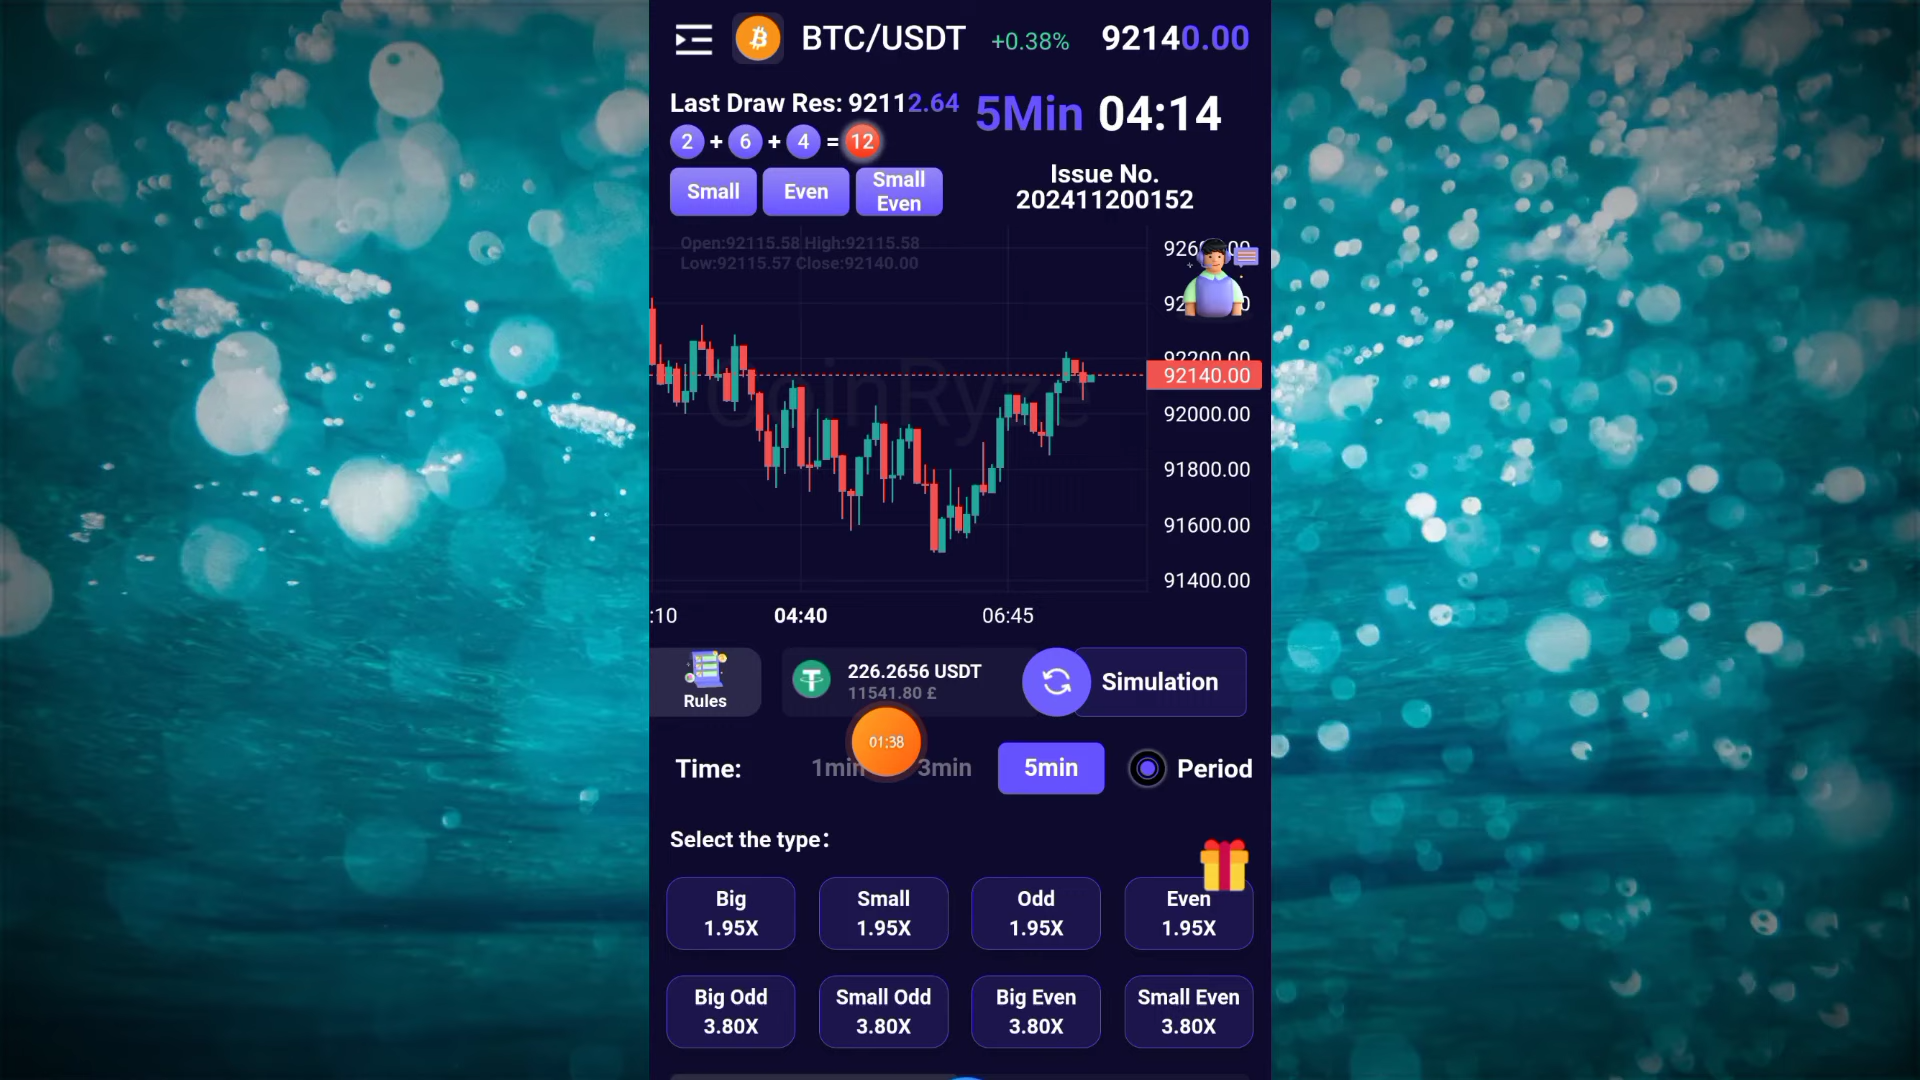 BTC/USDT +0.38% 92140.00
Last Draw Res: 92112.64 5Min 04:14
2 + 6 + 4 = 12
Small Even Small Even
Issue No.
202411200152
Open:92115.58 High:92115.58
Low:92115.57 Close:92140.00
92200.00
92140.00
92000.00
91800.00
91600.00
91400.00
CoinRyze
:10 04:40 06:45
Rules
226.2656 USDT
11541.80 £
Simulation
01:38
Time: 1min 3min 5min Period
Select the type:
Big Small Odd Even
1.95X 1.95X 1.95X 1.95X
Big Odd Small Odd Big Even Small Even
3.80X 3.80X 3.80X 3.80X